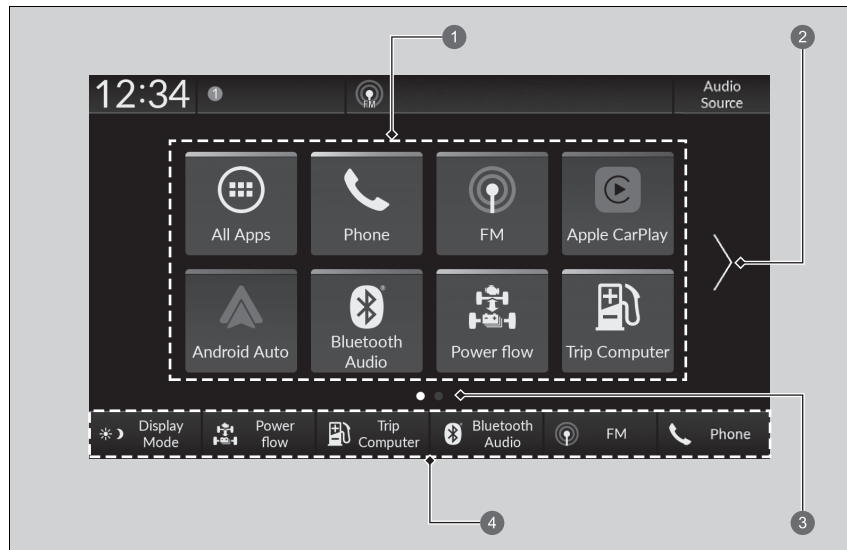 1
2
12:34
1
FM
Audio
Source
All Apps
Phone
FM
Apple CarPlay
Android Auto
Bluetooth
Audio
Power flow
Trip Computer
Display
Mode
Power
flow
Trip
Computer
Bluetooth
Audio
FM
Phone
4
3